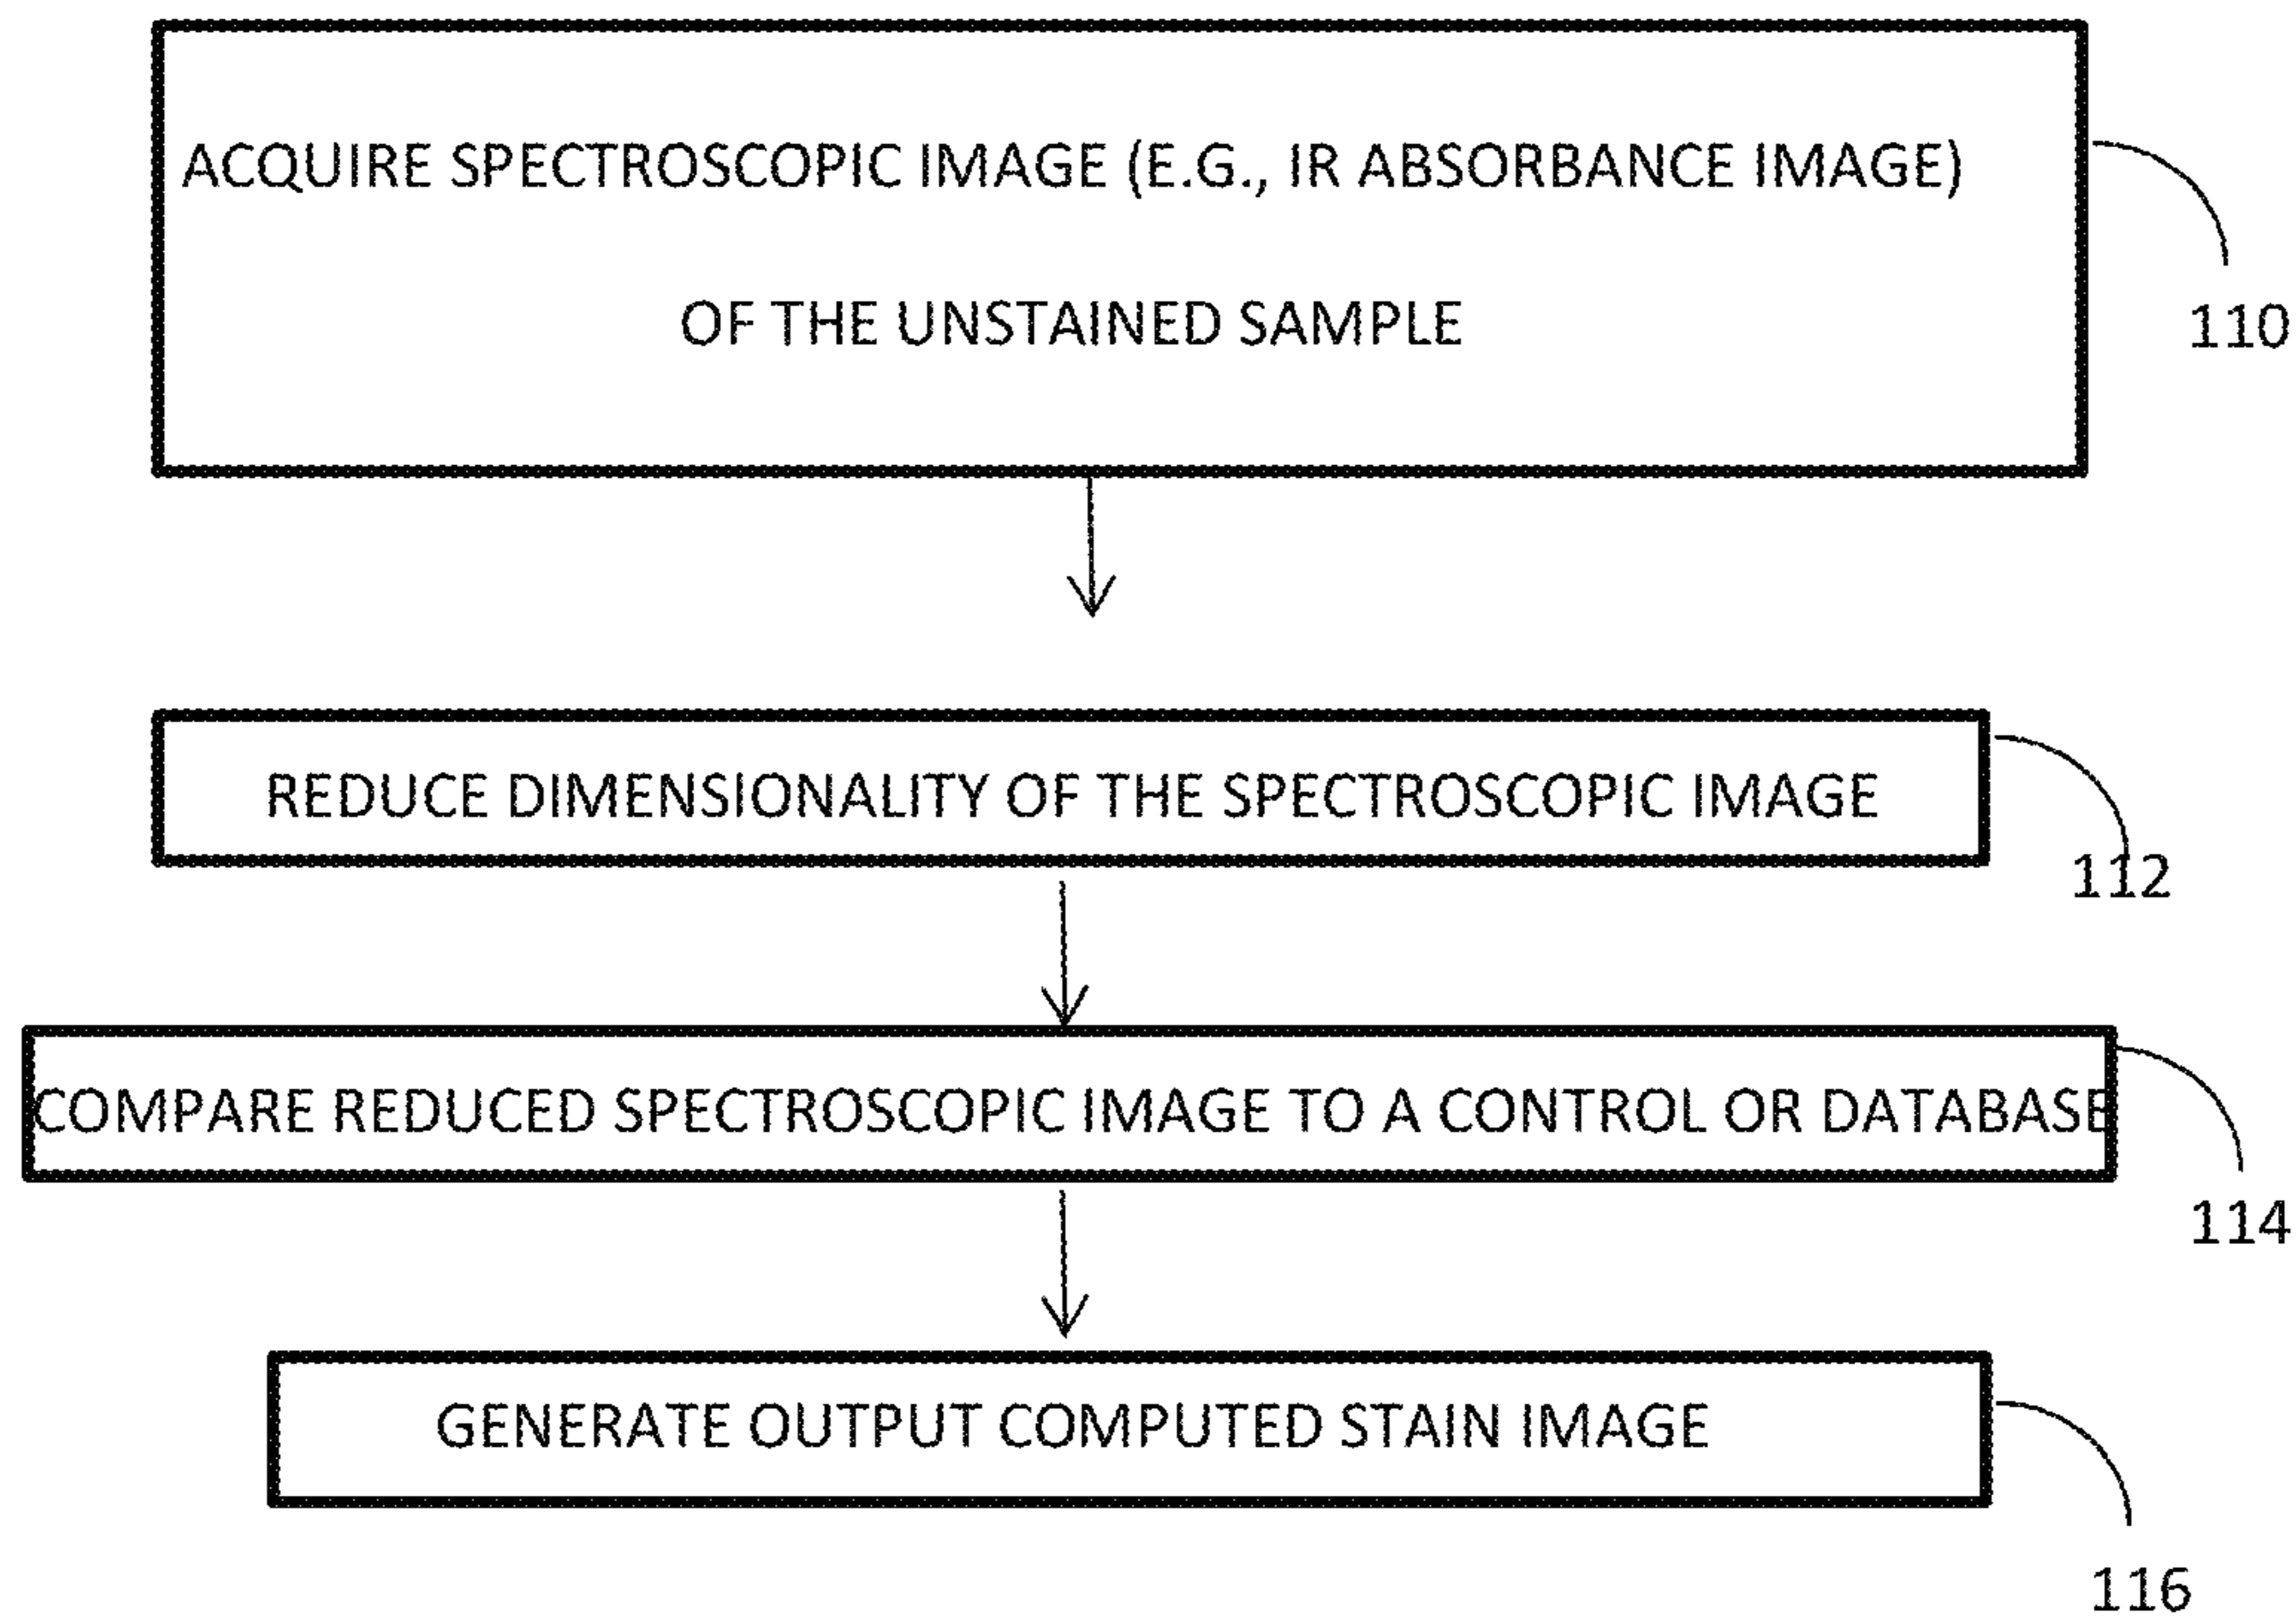 ACQUIRE SPECTROSCOPIC IMAGE (E.G., IR ABSORBANCE IMAGE)
OF THE UNSTAINED SAMPLE
110
REDUCE DIMENSIONALITY OF THE SPECTROSCOPIC IMAGE
112
COMPARE REDUCED SPECTROSCOPIC IMAGE TO A CONTROL OR DATABASE
114
GENERATE OUTPUT COMPUTED STAIN IMAGE
116